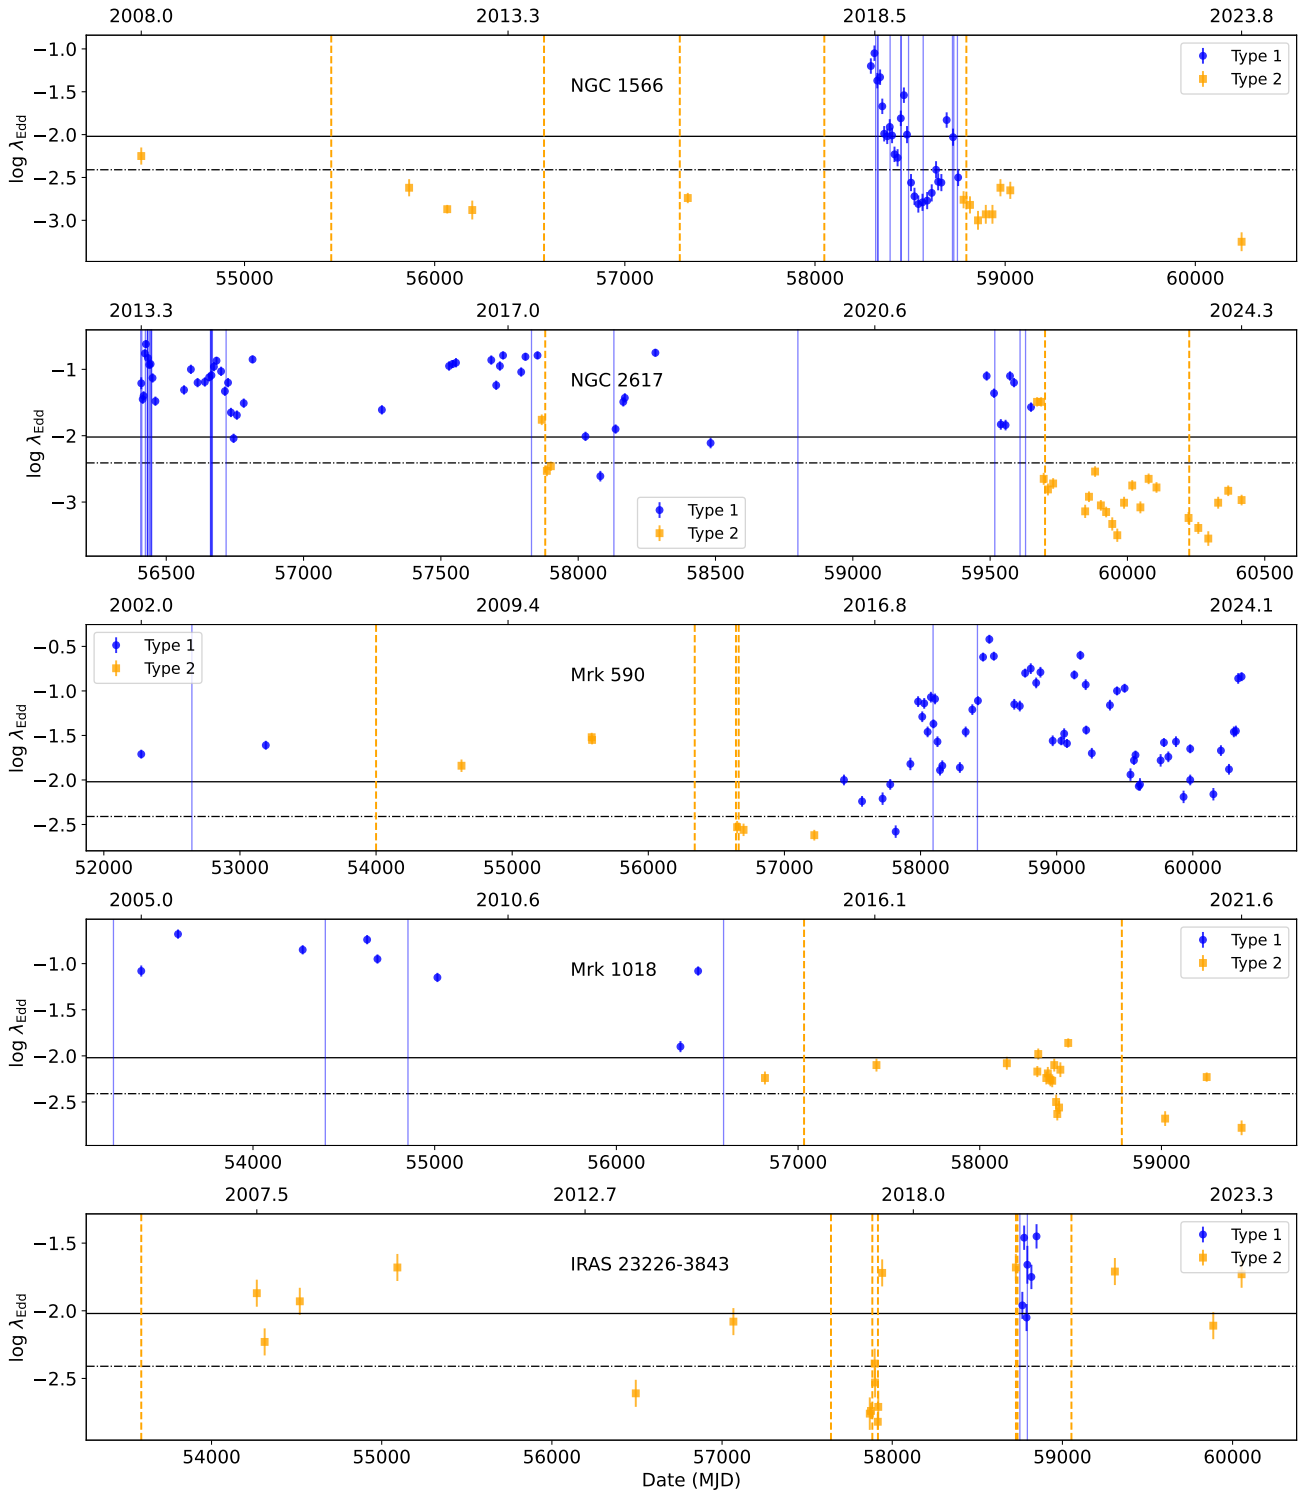 2008.0 2013.3 2018.5 2023.8
−1.0
−1.5
−2.0
−2.5
−3.0
log λEdd
NGC 1566
Type 1
Type 2
55000 56000 57000 58000 59000 60000
2013.3 2017.0 2020.6 2024.3
−1
−2
−3
log λEdd
NGC 2617
Type 1
Type 2
56500 57000 57500 58000 58500 59000 59500 60000 60500
2002.0 2009.4 2016.8 2024.1
−0.5
−1.0
−1.5
−2.0
−2.5
log λEdd
Type 1
Type 2
Mrk 590
52000 53000 54000 55000 56000 57000 58000 59000 60000
2005.0 2010.6 2016.1 2021.6
−1.0
−1.5
−2.0
−2.5
log λEdd
Mrk 1018
Type 1
Type 2
54000 55000 56000 57000 58000 59000
2007.5 2012.7 2018.0 2023.3
−1.5
−2.0
−2.5
log λEdd
IRAS 23226-3843
Type 1
Type 2
54000 55000 56000 57000 58000 59000 60000
Date (MJD)